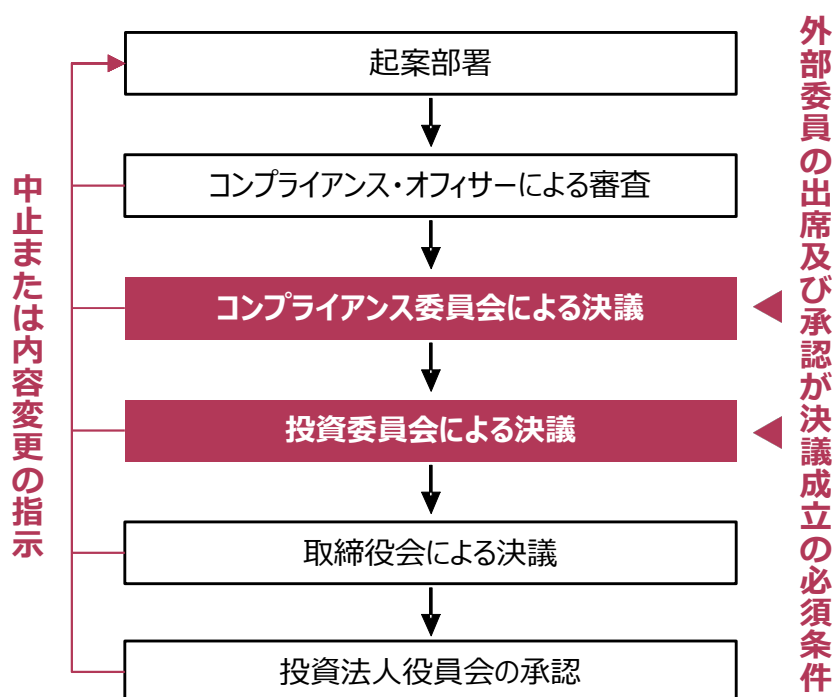 起案部署
コンプライアンス・オフィサーによる審査
コンプライアンス委員会による決議
投資委員会による決議
取締役会による決議
投資法人役員会の承認
中止または内容変更の指示
外部委員の出席及び承認が決議成立の必須条件